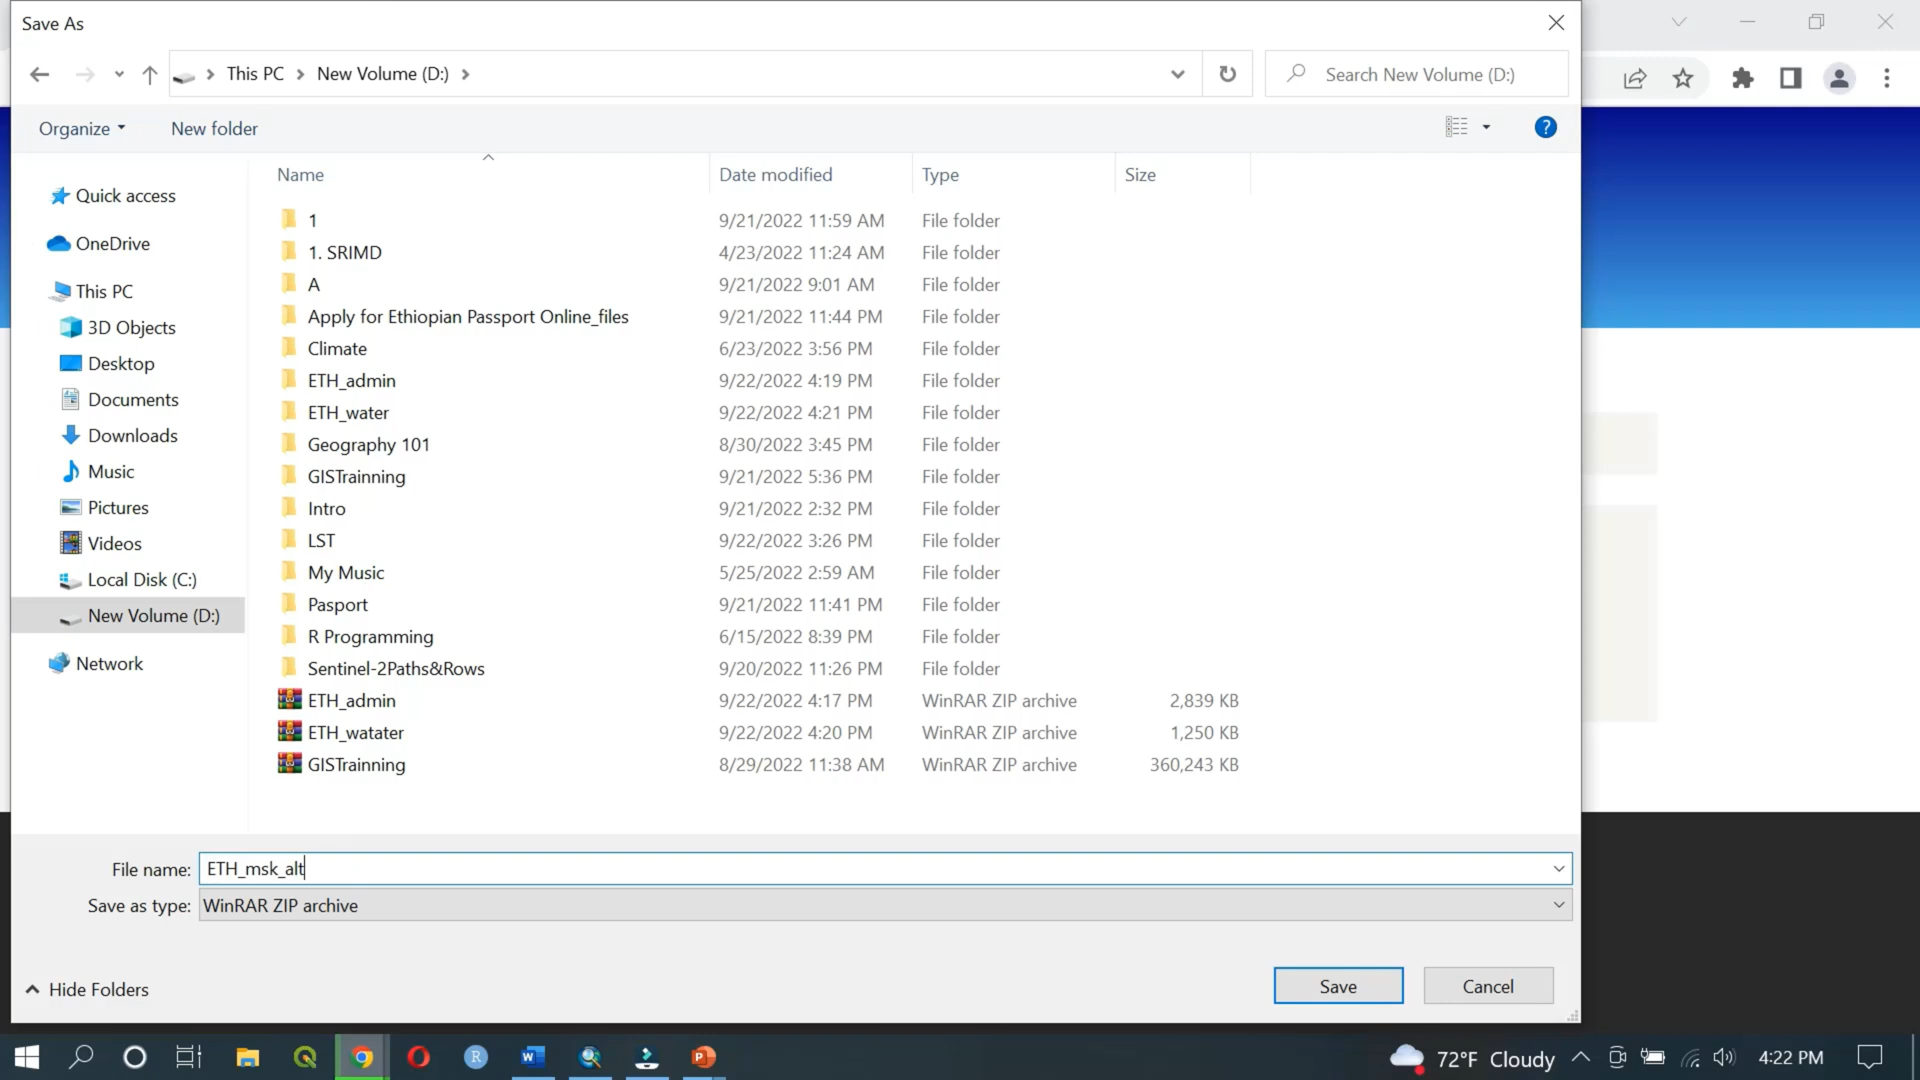 Save As
This PC
New Volume (D:)
Search New Volume (D:)
Organize
New folder
?
Name
Date modified
Type
Size
Quick access
OneDrive
This PC
3D Objects
Desktop
Documents
Downloads
Music
Pictures
Videos
Local Disk (C:)
New Volume (D:)
Network
1 9/21/2022 11:59 AM File folder
1. SRIMD 4/23/2022 11:24 AM File folder
A 9/21/2022 9:01 AM File folder
Apply for Ethiopian Passport Online_files 9/21/2022 11:44 PM File folder
Climate 6/23/2022 3:56 PM File folder
ETH_admin 9/22/2022 4:19 PM File folder
ETH_water 9/22/2022 4:21 PM File folder
Geography 101 8/30/2022 3:45 PM File folder
GISTrainning 9/21/2022 5:36 PM File folder
Intro 9/21/2022 2:32 PM File folder
LST 9/22/2022 3:26 PM File folder
My Music 5/25/2022 2:59 AM File folder
Pasport 9/21/2022 11:41 PM File folder
R Programming 6/15/2022 8:39 PM File folder
Sentinel-2Paths&Rows 9/20/2022 11:26 PM File folder
ETH_admin 9/22/2022 4:17 PM WinRAR ZIP archive 2,839 KB
ETH_watater 9/22/2022 4:20 PM WinRAR ZIP archive 1,250 KB
GISTrainning 8/29/2022 11:38 AM WinRAR ZIP archive 360,243 KB
File name: ETH_msk_alt
Save as type: WinRAR ZIP archive
Hide Folders
Save
Cancel
R
W
P
72°F Cloudy
4:22 PM